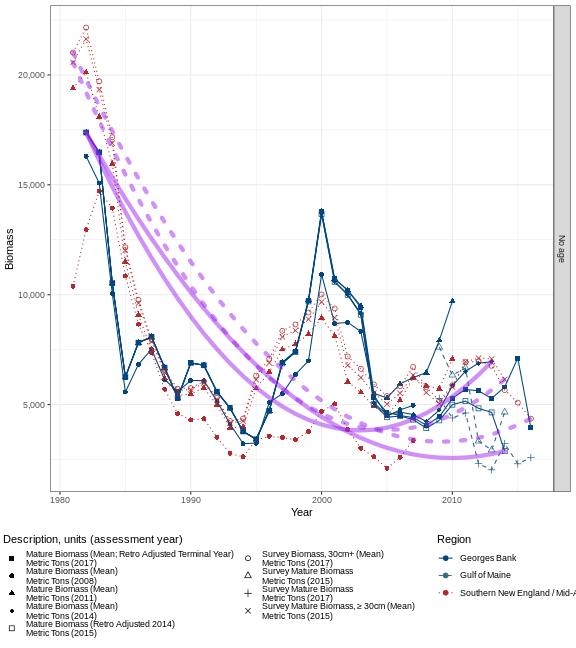 20,000
15,000
10,000
5,000
Biomass
1980
1990
2000
2010
Year
No age
Description, units (assessment year)
Mature Biomass (Mean; Retro Adjusted Terminal Year)
Metric Tons (2017)
Mature Biomass (Mean)
Metric Tons (2008)
Mature Biomass (Mean)
Metric Tons (2011)
Mature Biomass (Mean)
Metric Tons (2014)
Mature Biomass (Retro Adjusted 2014)
Metric Tons (2015)
Survey Biomass, 30cm+ (Mean)
Metric Tons (2017)
Survey Mature Biomass
Metric Tons (2015)
Survey Mature Biomass
Metric Tons (2017)
Survey Mature Biomass, ≥ 30cm (Mean)
Metric Tons (2015)
Region
Georges Bank
Gulf of Maine
Southern New England / Mid-A